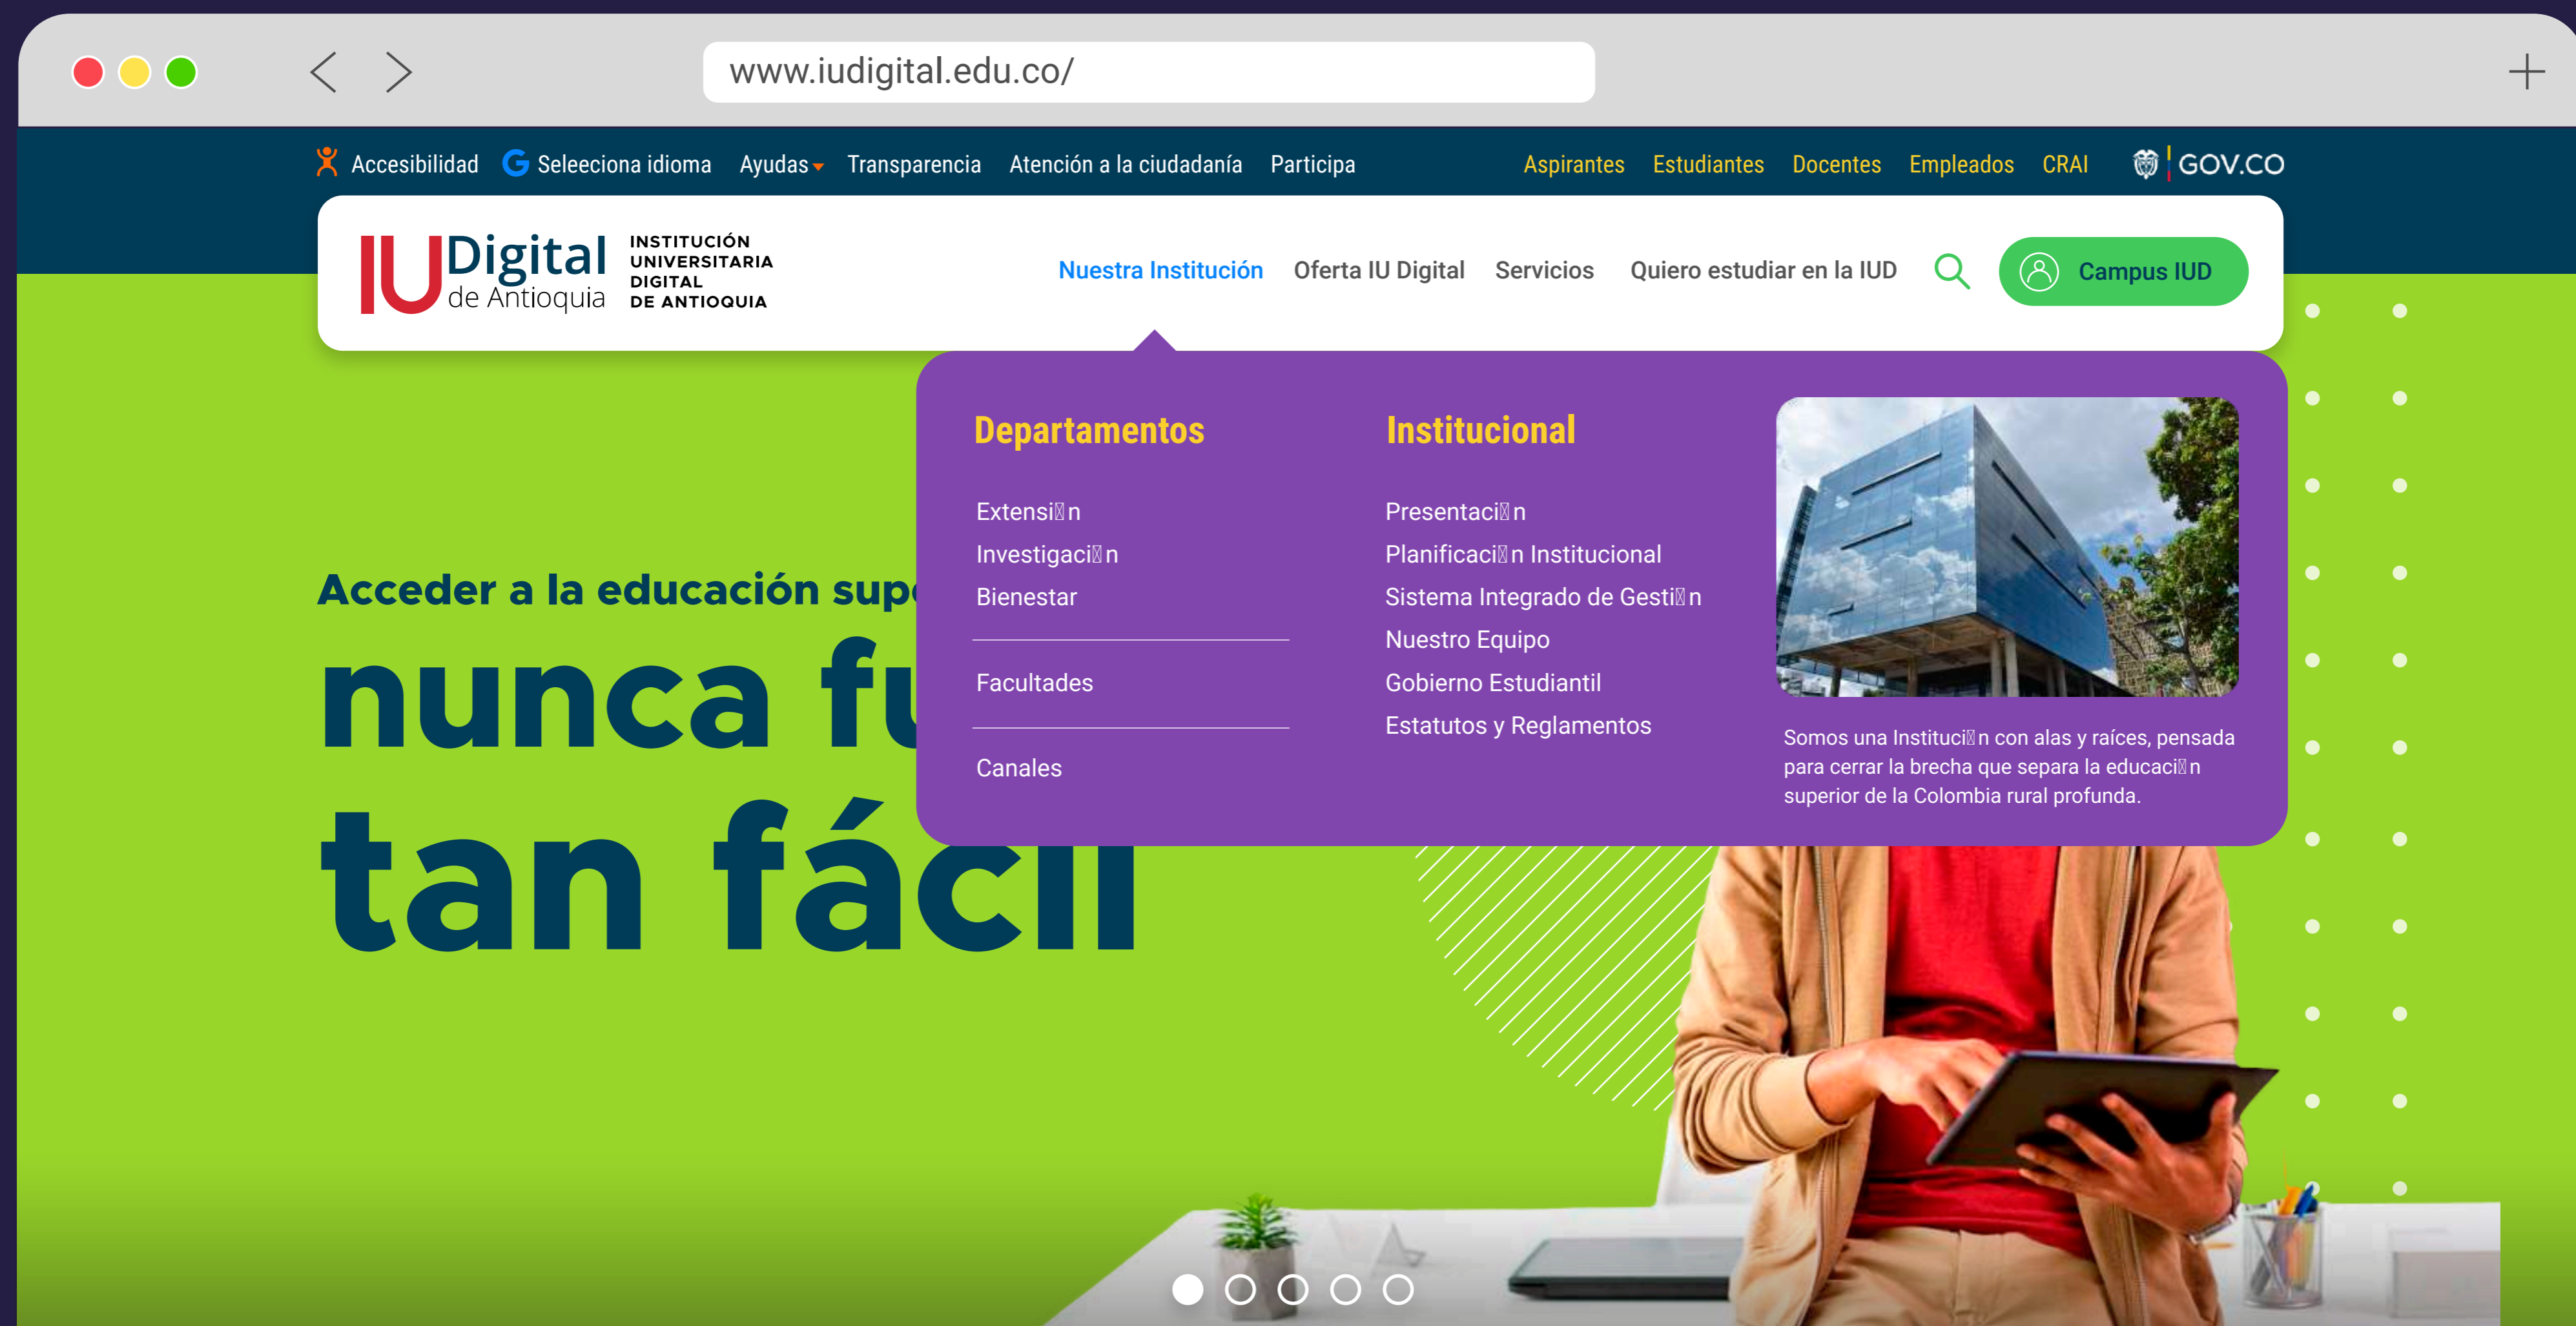 www.iudigital.edu.co/
Accesibilidad Seleeciona idioma Ayudas Transparencia Atención a la ciudadanía Participa Aspirantes Estudiantes Docentes Empleados CRAI GOV.CO
IUDigital
de Antioquia
INSTITUCIÓN
UNIVERSITARIA
DIGITAL
DE ANTIOQUIA
Nuestra Institución Oferta IU Digital Servicios Quiero estudiar en la IUD Campus IUD
Departamentos
Extensi☒n
Investigaci☒n
Bienestar
Facultades
Canales
Institucional
Presentaci☒n
Planificaci☒n Institucional
Sistema Integrado de Gesti☒n
Nuestro Equipo
Gobierno Estudiantil
Estatutos y Reglamentos
Somos una Instituci☒n con alas y raíces, pensada
para cerrar la brecha que separa la educaci☒n
superior de la Colombia rural profunda.
Acceder a la educación
nunca
tan fácil